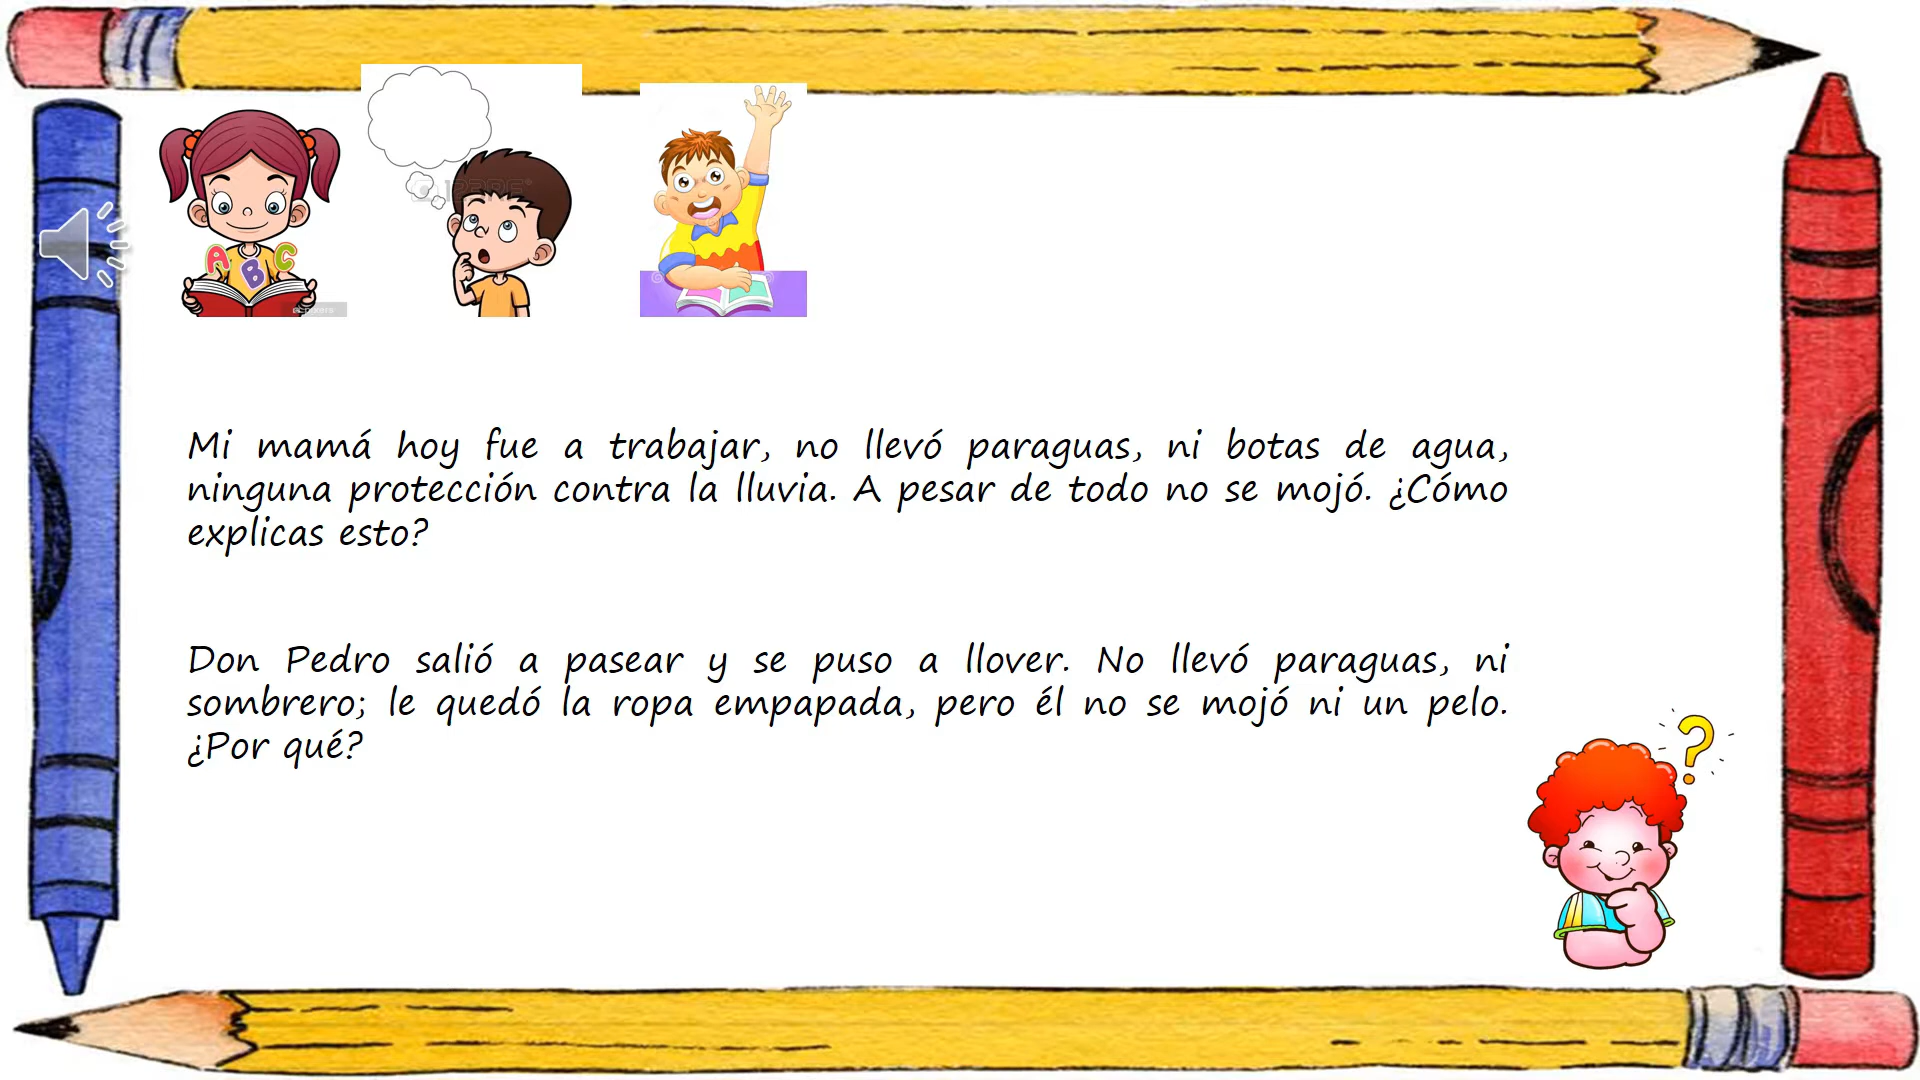 A B C
Mi mamá hoy fue a trabajar, no llevó paraguas, ni botas de agua,
ninguna protección contra la lluvia. A pesar de todo no se mojó. ¿Cómo
explicas esto?
Don Pedro salió a pasear y se puso a llover. No llevó paraguas, ni
sombrero; le quedó la ropa empapada, pero él no se mojó ni un pelo.
¿Por qué?
?